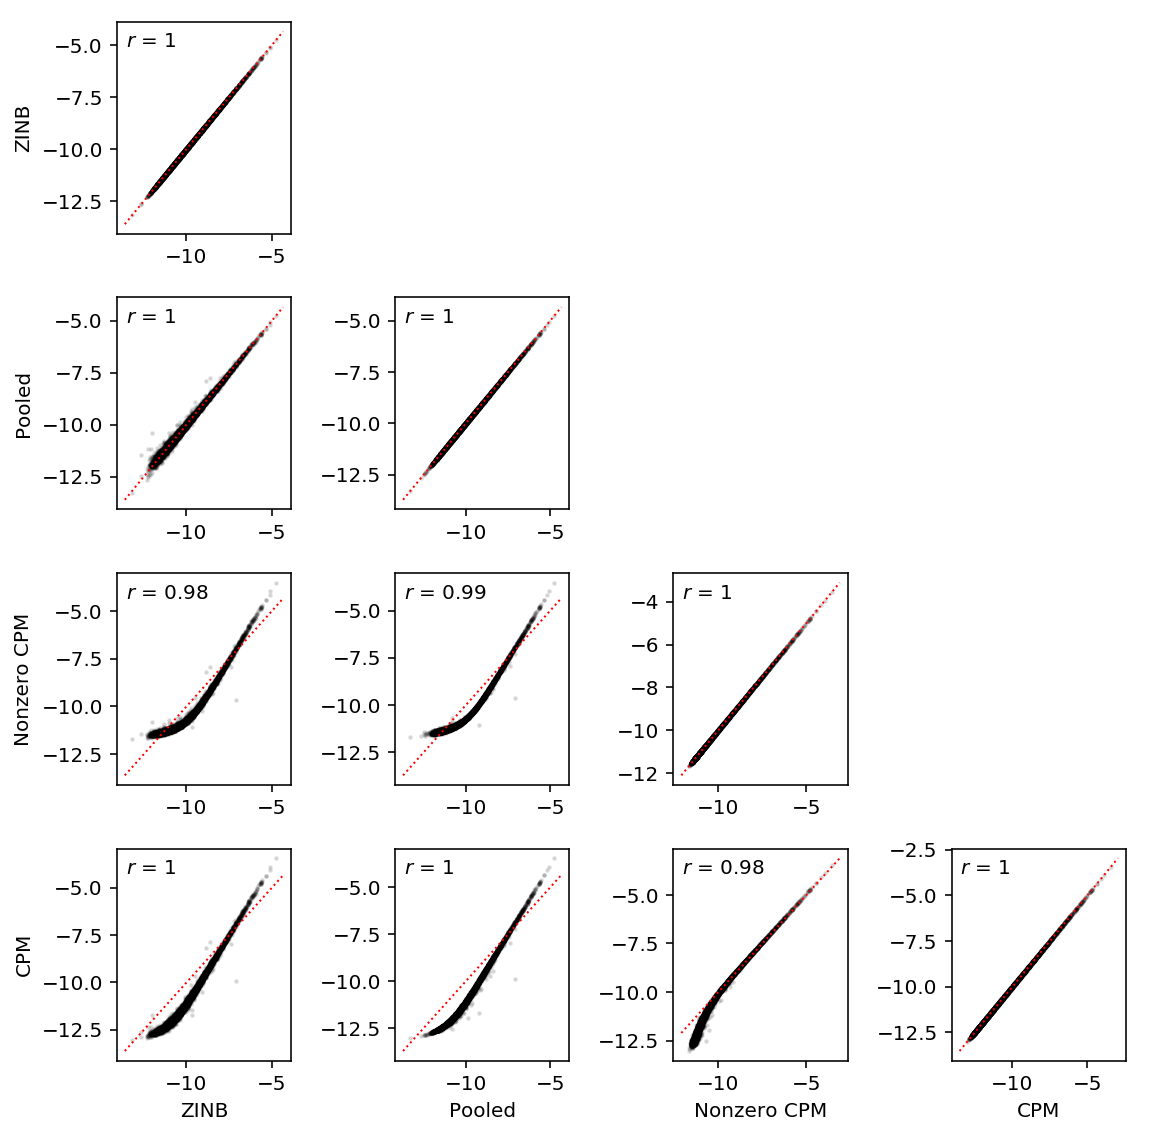 r = 1
−5.0
−7.5
−10.0
−12.5
ZINB
−10 −5
r = 1
−5.0
−7.5
−10.0
−12.5
Pooled
−10 −5
r = 1
−5.0
−7.5
−10.0
−12.5
−10 −5
r = 0.98
−5.0
−7.5
−10.0
−12.5
Nonzero CPM
−10 −5
r = 0.99
−5.0
−7.5
−10.0
−12.5
−10 −5
r = 1
−4
−6
−8
−10
−12
−10 −5
r = 1
−5.0
−7.5
−10.0
−12.5
CPM
−10 −5
ZINB
r = 1
−5.0
−7.5
−10.0
−12.5
−10 −5
Pooled
r = 0.98
−5.0
−7.5
−10.0
−12.5
−10 −5
Nonzero CPM
−2.5
r = 1
−5.0
−7.5
−10.0
−12.5
−10 −5
CPM